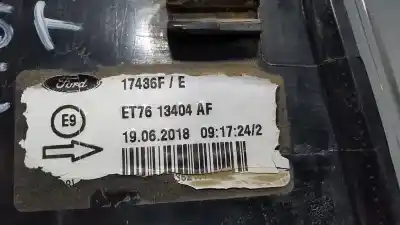 Ford
17436F / E
E9
ET76 13404 AF
19.06.2018 09:17:24/2